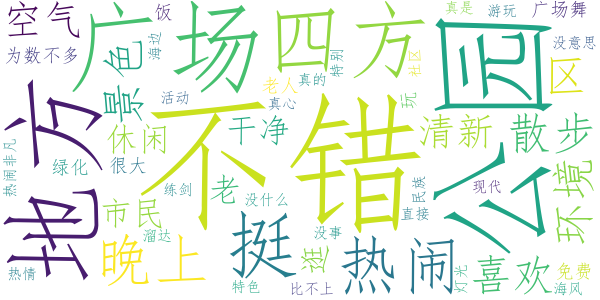 空气
饭
广场四方
真是
游玩
广场舞
为数不多
海边
景色
真的
特别
社区
没意思
公园
区
地方
不错
活动
老人
真心
玩
休闲
干净
清新
散步
热闹非凡
绿化
很大
练剑
老
没什么
民族
直接
现代
环境
市民
溜达
挺
逛
没事
热情
晚上
特色
比不上
热闹
灯光
喜欢
免费
海风